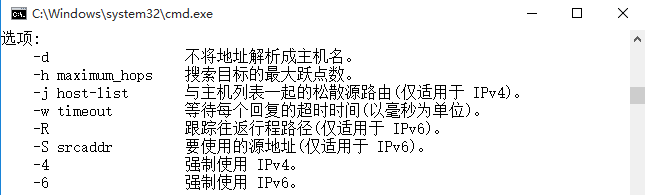 C:\Windows\system32\cmd.exe
选项:
-d 不将地址解析成主机名。
-h maximum_hops 搜索目标的最大跃点数。
-j host-list 与主机列表一起的松散源路由(仅适用于 IPv4)。
-w timeout 等待每个回复的超时时间(以毫秒为单位)。
-R 跟踪往返行程路径(仅适用于 IPv6)。
-S srcaddr 要使用的源地址(仅适用于 IPv6)。
-4 强制使用 IPv4。
-6 强制使用 IPv6。